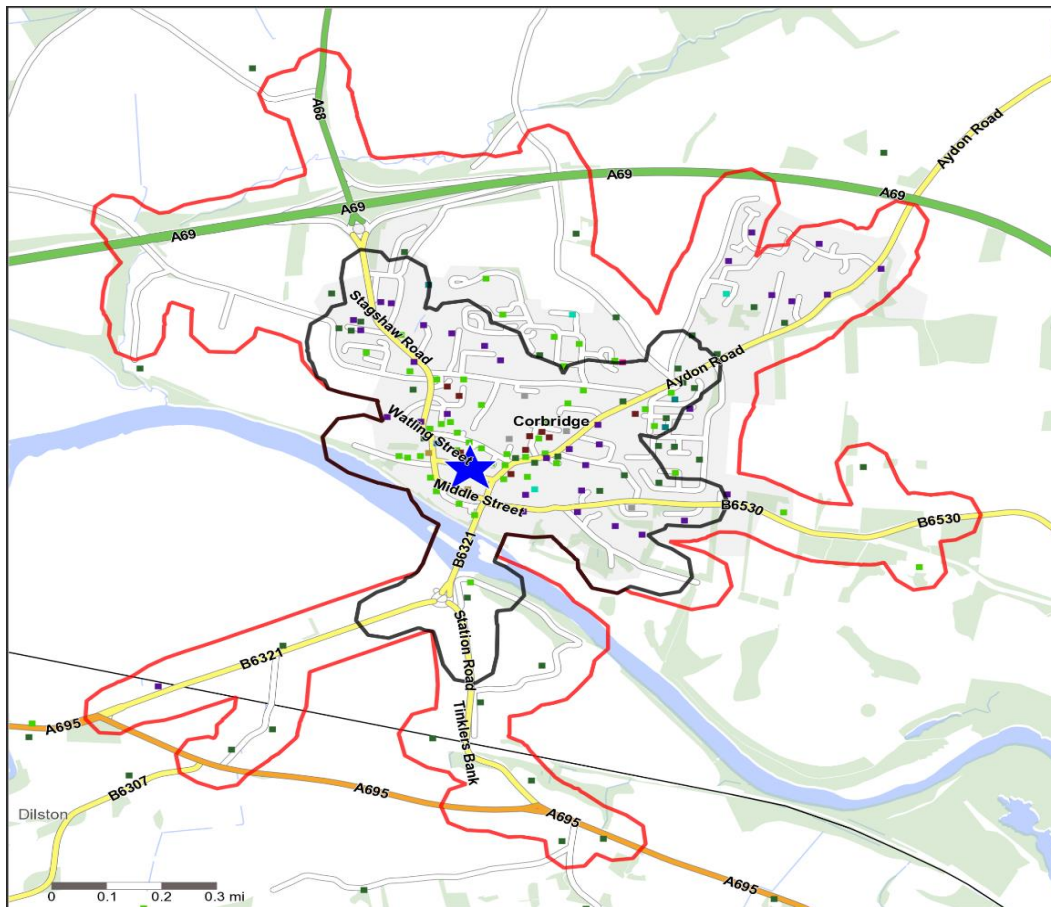 A68
Aydon Road
A69
A69
A69
A69
Stagshaw Road
Aydon Road
Watling Street
Corbridge
Middle Street
B6530
B6530
B6321
B6321
Station Road
Tinklers Bank
A695
A695
A695
A695
B6307
Dilston
0 0.1 0.2 0.3 mi